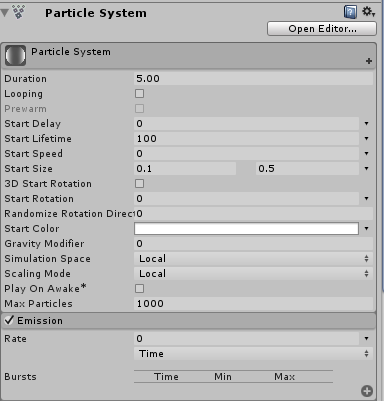 Particle System
Open Editor...
Particle System
Duration 5.00
Looping
Prewarm
Start Delay 0
Start Lifetime 100
Start Speed 0
Start Size 0.1 0.5
3D Start Rotation
Start Rotation 0
Randomize Rotation Direct 0
Start Color
Gravity Modifier 0
Simulation Space Local
Scaling Mode Local
Play On Awake*
Max Particles 1000
Emission
Rate 0
Time
Bursts Time Min Max